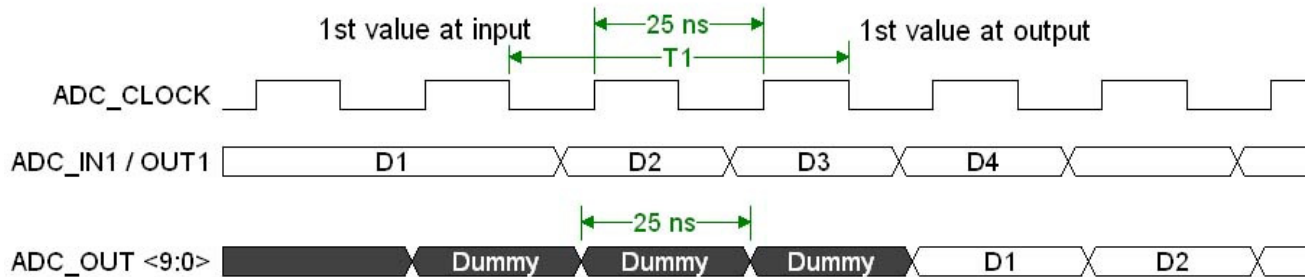 1st value at input
25 ns
1st value at output
T1
ADC_CLOCK
ADC_IN1 / OUT1
D1
D2
D3
D4
25 ns
ADC_OUT <9:0>
Dummy
Dummy
Dummy
D1
D2